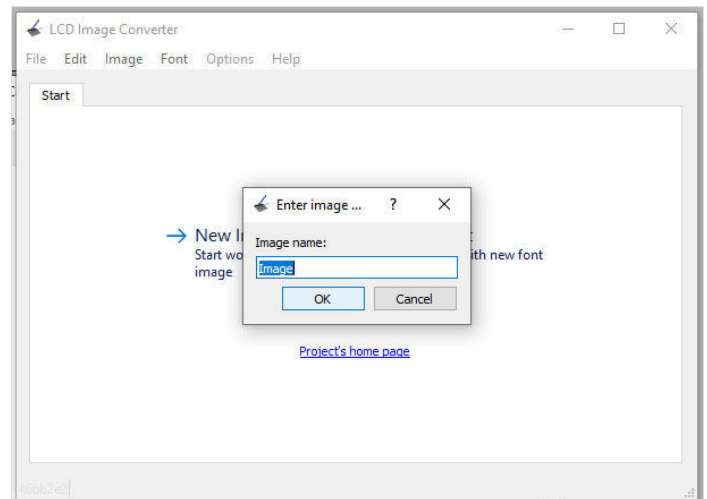 LCD Image Converter
File Edit Image Font Options Help
Start
Enter image ... ?
New I
Start wo
image
ith new font
Image name:
Image
OK Cancel
Project's home page
466b2e2